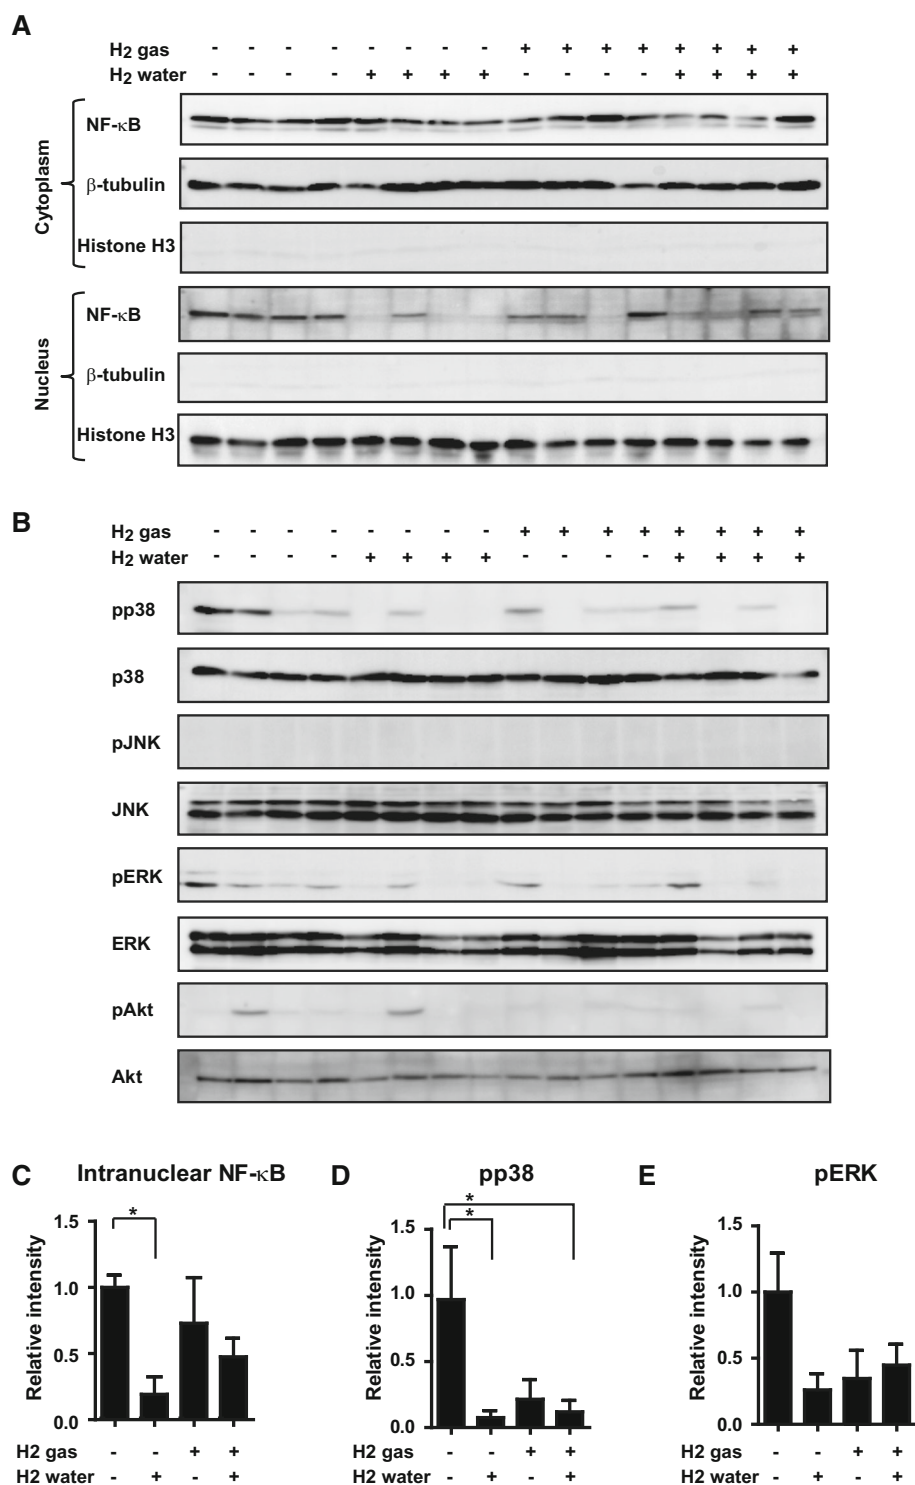 A
H2 gas - - - - - - - - + + + + + + + +
H2 water - - - - + + + + - - - - + + + +
Cytoplasm
NF-κB
β-tubulin
Histone H3
Nucleus
NF-κB
β-tubulin
Histone H3
B
H2 gas - - - - - - - - + + + + + + + +
H2 water - - - - + + + + - - - - + + + +
pp38
p38
pJNK
JNK
pERK
ERK
pAkt
Akt
C Intranuclear NF-κB
*
Relative intensity
1.5
1.0
0.5
0.0
H2 gas - - + +
H2 water - + - +
D pp38
*
*
Relative intensity
1.5
1.0
0.5
0.0
H2 gas - - + +
H2 water - + - +
E pERK
Relative intensity
1.5
1.0
0.5
0.0
H2 gas - - + +
H2 water - + - +